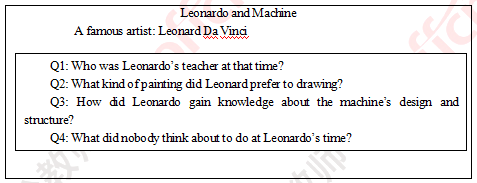 Leonardo and Machine
A famous artist: Leonard Da Vinci
Q1: Who was Leonardo's teacher at that time?
Q2: What kind of painting did Leonard prefer to drawing?
Q3: How did Leonardo gain knowledge about the machine's design and
structure?
Q4: What did nobody think about to do at Leonardo's time?